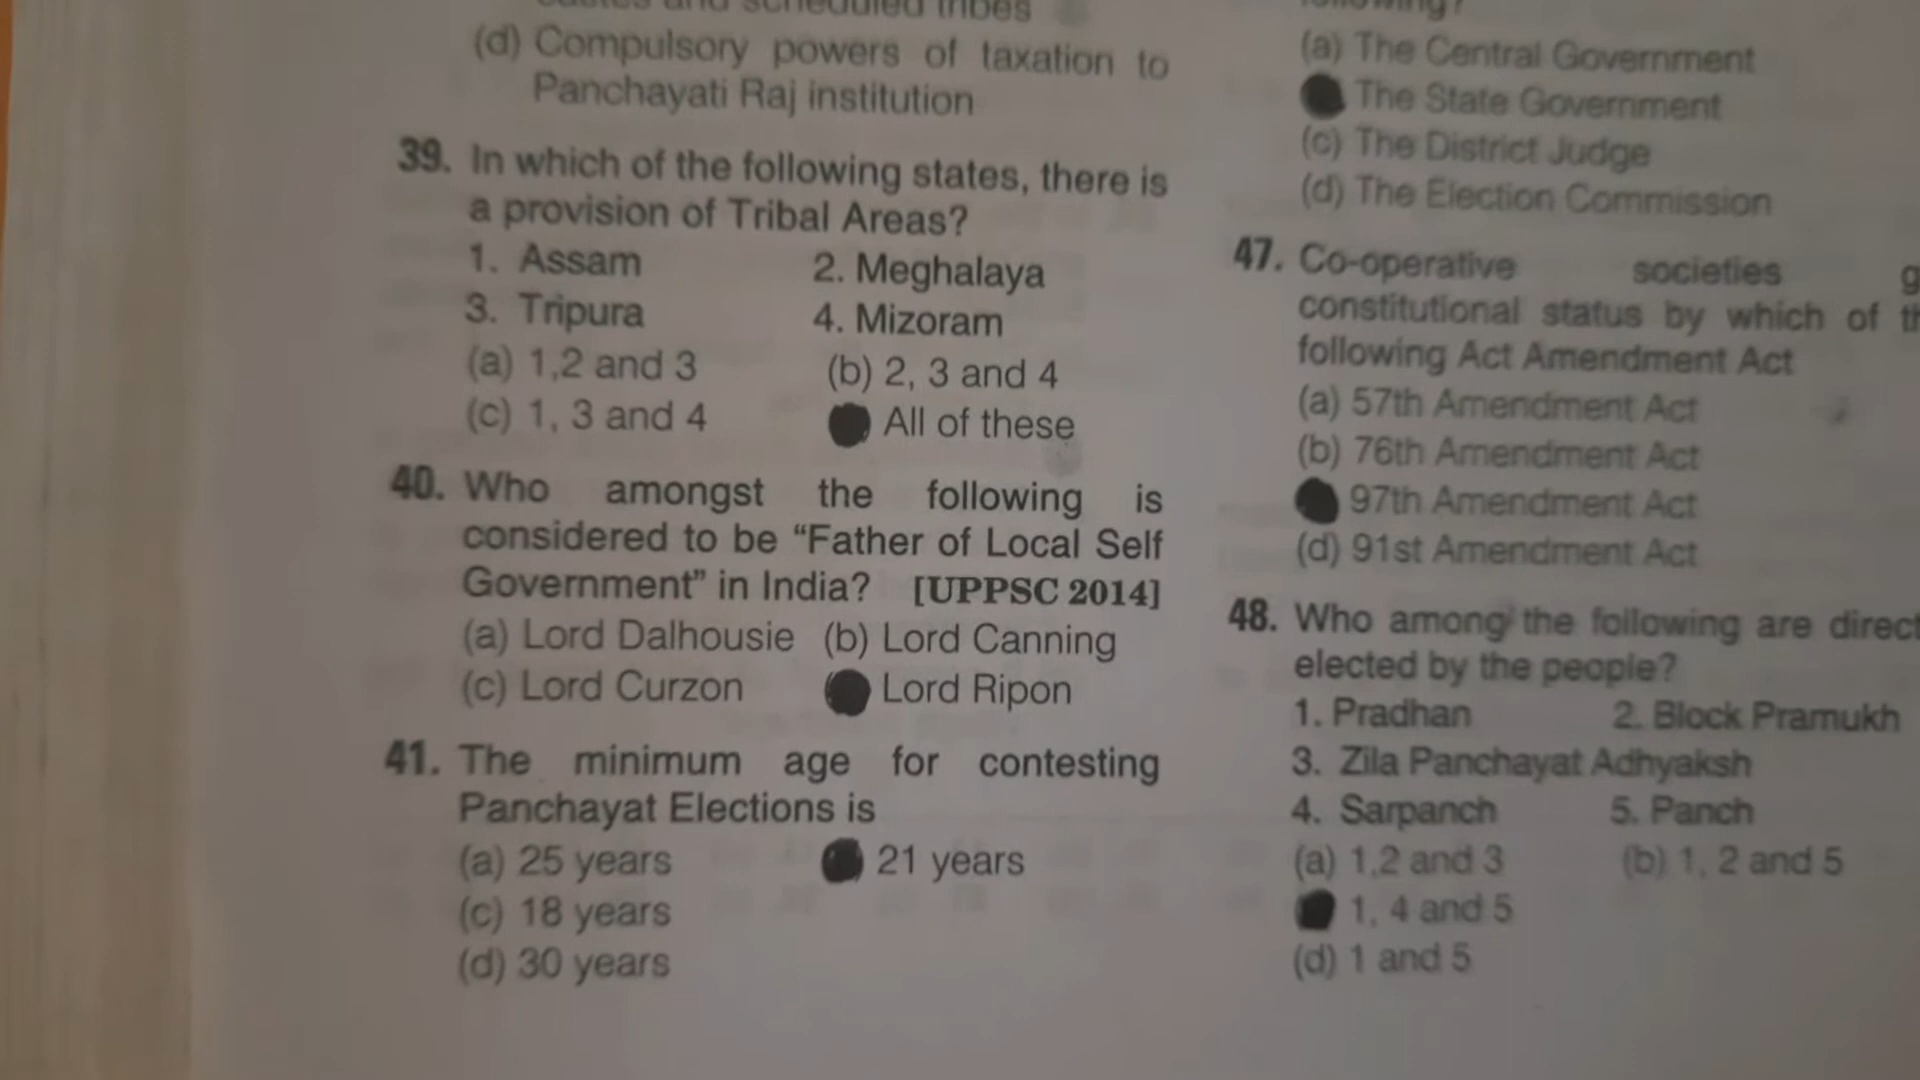 castes and scheduled tribes
(d) Compulsory powers of taxation to
Panchayati Raj institution
39. In which of the following states, there is
a provision of Tribal Areas?
1. Assam 2. Meghalaya
3. Tripura 4. Mizoram
(a) 1,2 and 3 (b) 2, 3 and 4
(c) 1, 3 and 4 All of these
40. Who amongst the following is
considered to be “Father of Local Self
Government” in India? [UPPSC 2014]
(a) Lord Dalhousie (b) Lord Canning
(c) Lord Curzon Lord Ripon
41. The minimum age for contesting
Panchayat Elections is
(a) 25 years 21 years
(c) 18 years
(d) 30 years
following?
(a) The Central Government
The State Government
(c) The District Judge
(d) The Election Commission
47. Co-operative societies
constitutional status by which of
following Act Amendment Act
(a) 57th Amendment Act
(b) 76th Amendment Act
97th Amendment Act
(d) 91st Amendment Act
48. Who among the following are direct
elected by the people?
1. Pradhan 2. Block Pramukh
3. Zila Panchayat Adhyaksh
4. Sarpanch 5. Panch
(a) 1,2 and 3 (b) 1, 2 and 5
1, 4 and 5
(d) 1 and 5